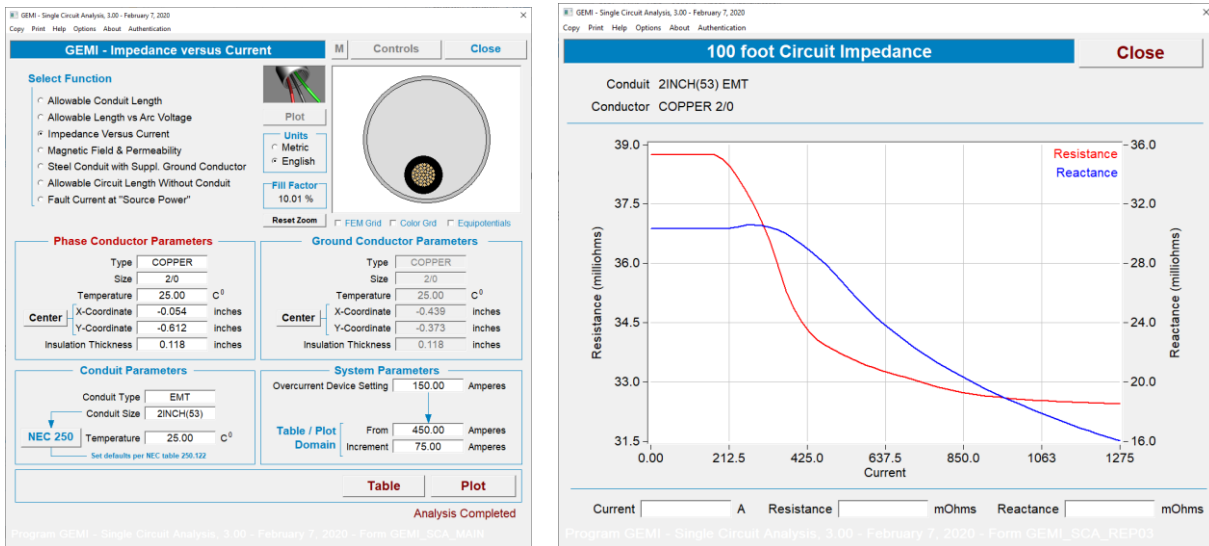 GEMI - Single Circuit Analysis, 3.00 - February 7, 2020
Copy Print Help Options About Authentication
GEMI - Impedance versus Current
M
Controls
Close
Select Function
Allowable Conduit Length
Allowable Length vs Arc Voltage
Impedance Versus Current
Magnetic Field & Permeability
Steel Conduit with Suppl. Ground Conductor
Allowable Circuit Length Without Conduit
Fault Current at "Source Power"
Plot
Units
Metric
English
Fill Factor
10.01 %
Reset Zoom
FEM Grid Color Grd Equipotentials
Phase Conductor Parameters
Type COPPER
Size 2/0
Temperature 25.00 C0
Center
X-Coordinate -0.054 inches
Y-Coordinate -0.612 inches
Insulation Thickness 0.118 inches
Ground Conductor Parameters
Type COPPER
Size 2/0
Temperature 25.00 C0
Center
X-Coordinate -0.439 inches
Y-Coordinate -0.373 inches
Insulation Thickness 0.118 inches
Conduit Parameters
Conduit Type EMT
Conduit Size 2INCH(53)
NEC 250
Temperature 25.00 C0
Set defaults per NEC table 250.122
System Parameters
Overcurrent Device Setting 150.00 Amperes
Table / Plot
Domain
From 450.00 Amperes
Increment 75.00 Amperes
Table
Plot
Analysis Completed
Program GEMI - Single Circuit Analysis, 3.00 - February 7, 2020 - Form GEMI_SCA_MAIN
GEMI - Single Circuit Analysis, 3.00 - February 7, 2020
Copy Print Help Options About Authentication
100 foot Circuit Impedance
Close
Conduit 2INCH(53) EMT
Conductor COPPER 2/0
Resistance
Reactance
Resistance (milliohms)
39.0
37.5
36.0
34.5
33.0
31.5
36.0
32.0
28.0
24.0
20.0
16.0
Reactance (milliohms)
0.00 212.5 425.0 637.5 850.0 1063 1275
Current
Current A Resistance mOhms Reactance mOhms
Program GEMI - Single Circuit Analysis, 3.00 - February 7, 2020 - Form GEMI_SCA_REP03